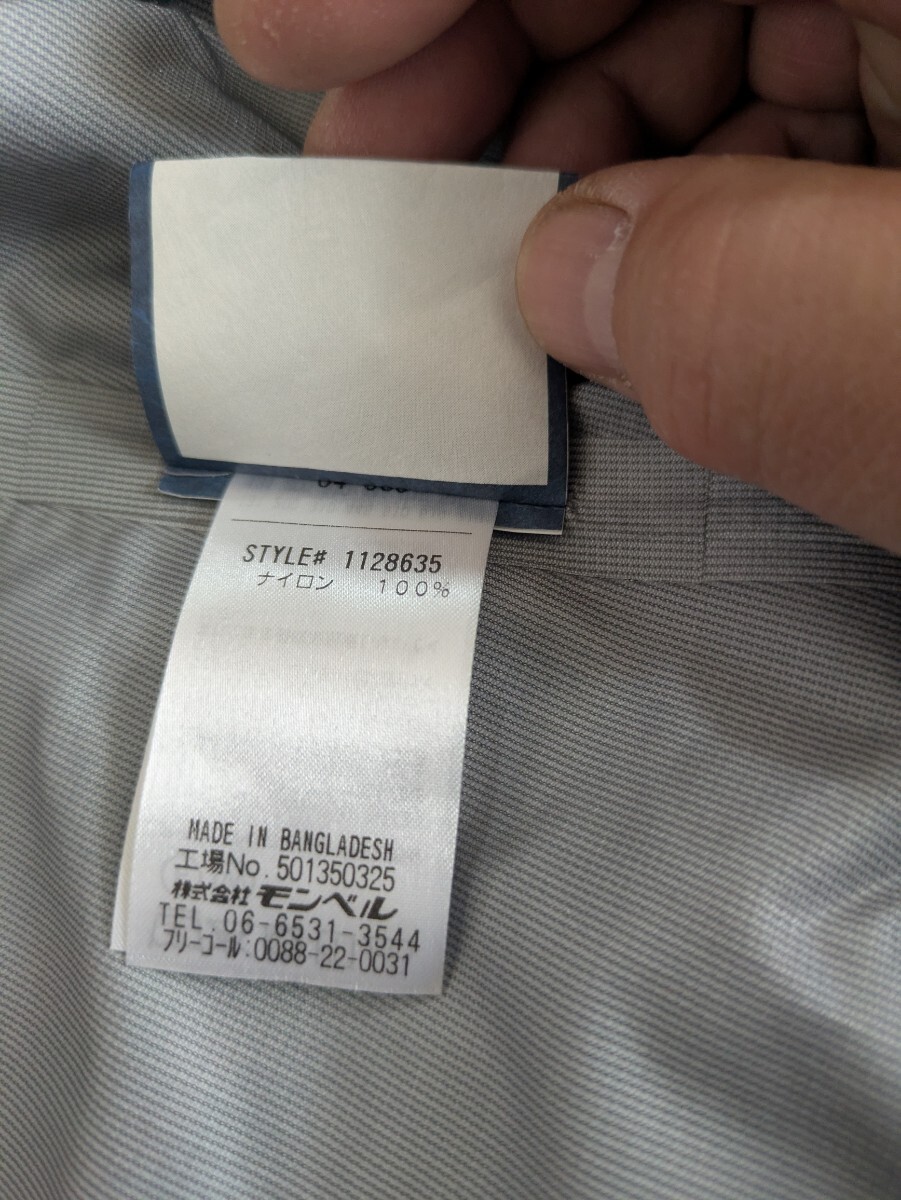 STYLE# 1128635
ナイロン 100%
MADE IN BANGLADESH
工場No.501350325
株式会社 モンベル
TEL.06-6531-3544
フリーコール:0088-22-0031